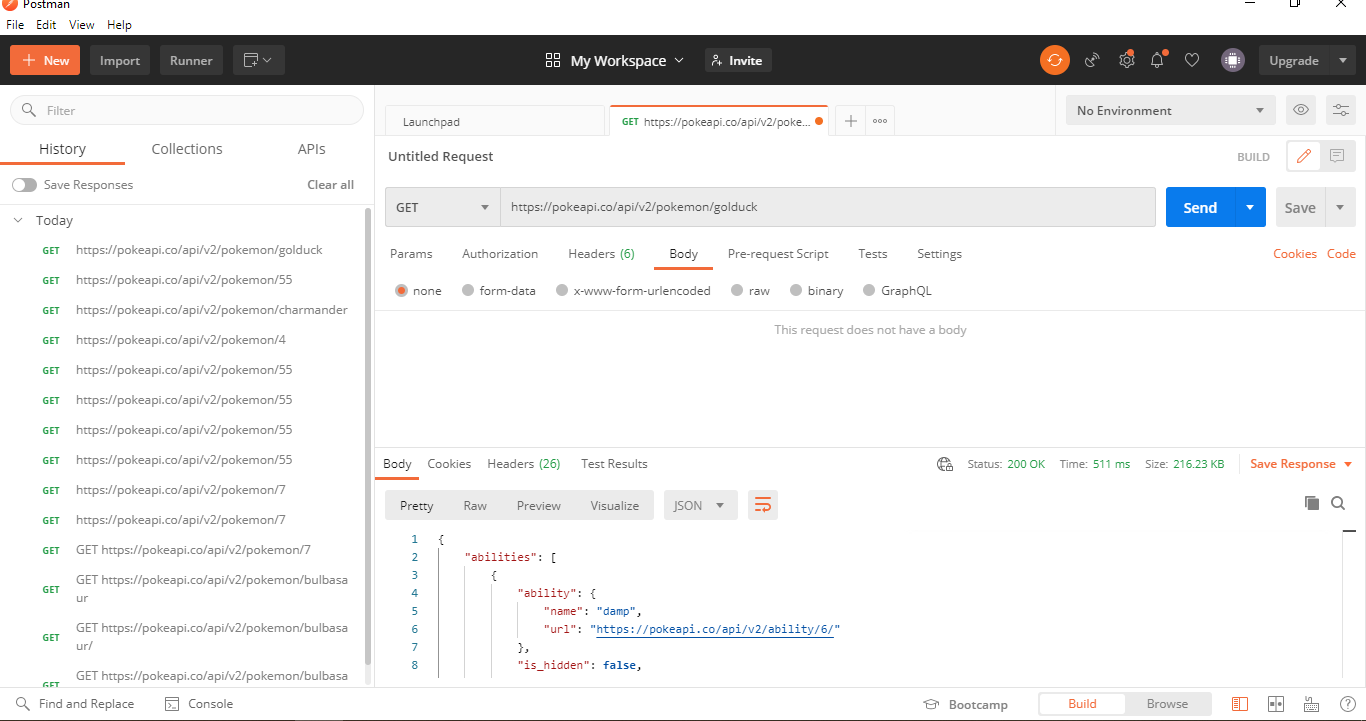 Postman
File Edit View Help
New Import Runner My Workspace Invite Upgrade
Filter
History Collections APIs
Save Responses Clear all
Today
GET https://pokeapi.co/api/v2/pokemon/golduck
GET https://pokeapi.co/api/v2/pokemon/55
GET https://pokeapi.co/api/v2/pokemon/charmander
GET https://pokeapi.co/api/v2/pokemon/4
GET https://pokeapi.co/api/v2/pokemon/55
GET https://pokeapi.co/api/v2/pokemon/55
GET https://pokeapi.co/api/v2/pokemon/55
GET https://pokeapi.co/api/v2/pokemon/55
GET https://pokeapi.co/api/v2/pokemon/7
GET https://pokeapi.co/api/v2/pokemon/7
GET GET https://pokeapi.co/api/v2/pokemon/7
GET GET https://pokeapi.co/api/v2/pokemon/bulbasa
ur
GET GET https://pokeapi.co/api/v2/pokemon/bulbasa
ur/
GET GET https://pokeapi.co/api/v2/pokemon/bulbasa
Launchpad GET https://pokeapi.co/api/v2/poke... No Environment
Untitled Request BUILD
GET https://pokeapi.co/api/v2/pokemon/golduck Send Save
Params Authorization Headers (6) Body Pre-request Script Tests Settings Cookies Code
none form-data x-www-form-urlencoded raw binary GraphQL
This request does not have a body
Body Cookies Headers (26) Test Results Status: 200 OK Time: 511 ms Size: 216.23 KB Save Response
Pretty Raw Preview Visualize JSON
1 {
2 "abilities": [
3 {
4 "ability": {
5 "name": "damp",
6 "url": "https://pokeapi.co/api/v2/ability/6/"
7 },
8 "is_hidden": false,
Find and Replace Console Bootcamp Build Browse